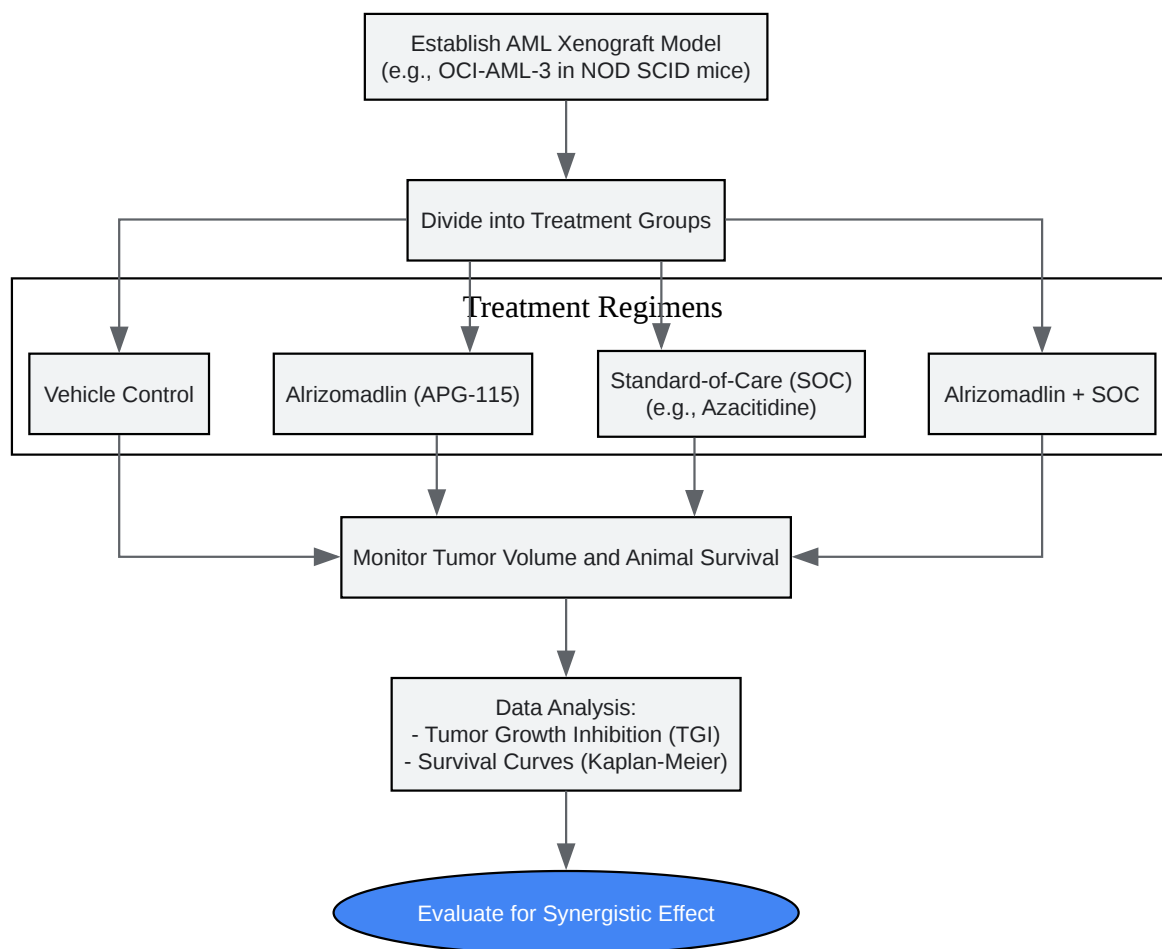 Establish AML Xenograft Model
(e.g., OCI-AML-3 in NOD SCID mice)
Divide into Treatment Groups
Treatment Regimens
Vehicle Control
Alrizomadlin (APG-115)
Standard-of-Care (SOC)
(e.g., Azacitidine)
Alrizomadlin + SOC
Monitor Tumor Volume and Animal Survival
Data Analysis:
- Tumor Growth Inhibition (TGI)
- Survival Curves (Kaplan-Meier)
Evaluate for Synergistic Effect